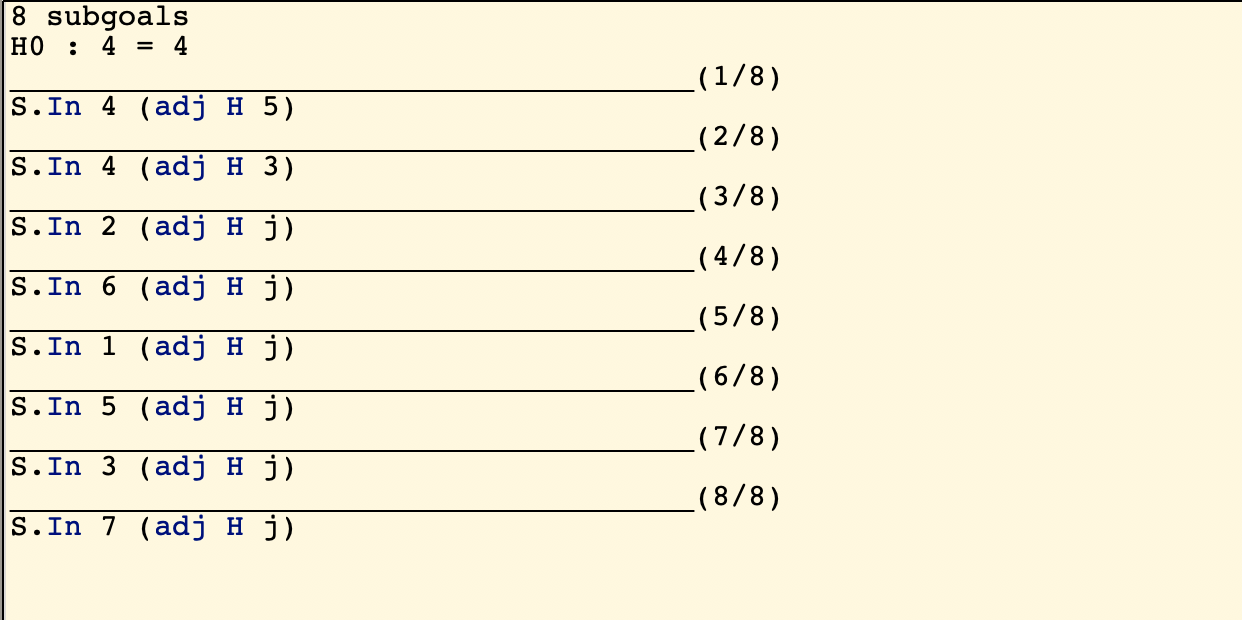 8 subgoals
H0 : 4 = 4
______________________________________(1/8)
S.In 4 (adj H 5)
______________________________________(2/8)
S.In 4 (adj H 3)
______________________________________(3/8)
S.In 2 (adj H j)
______________________________________(4/8)
S.In 6 (adj H j)
______________________________________(5/8)
S.In 1 (adj H j)
______________________________________(6/8)
S.In 5 (adj H j)
______________________________________(7/8)
S.In 3 (adj H j)
______________________________________(8/8)
S.In 7 (adj H j)